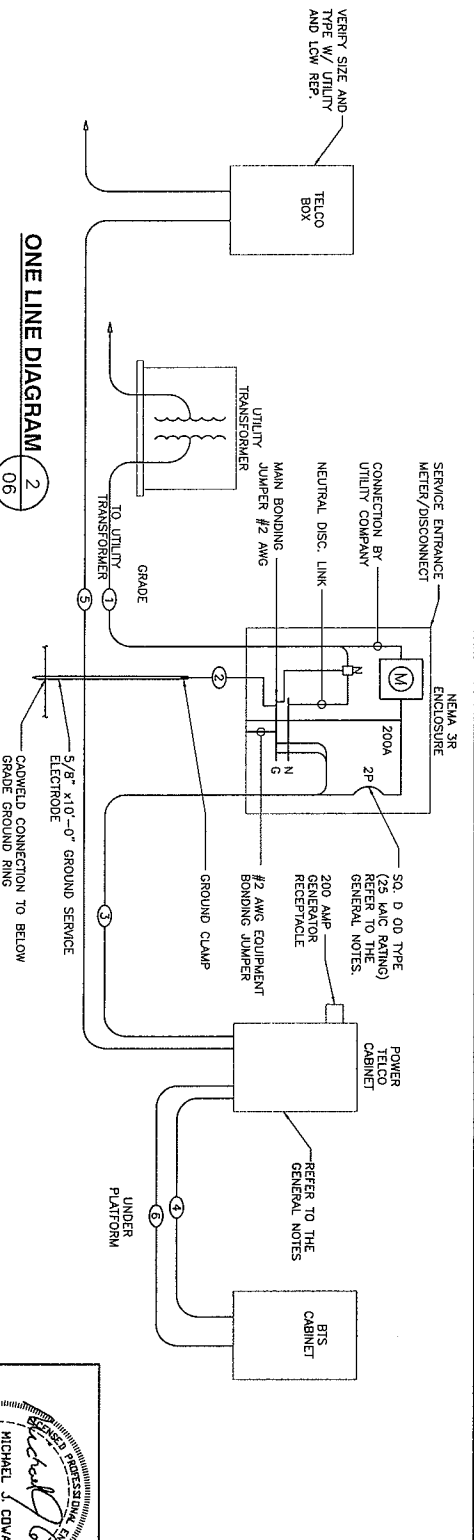 VERIFY SIZE AND
TYPE W/ UTILITY
AND LCW REP.
TELCO
BOX
ONE LINE DIAGRAM
2
06
UTILITY
TRANSFORMER
TO UTILITY
TRANSFORMER
GRADE
1
5
SERVICE ENTRANCE
METER/DISCONNECT
CONNECTION BY
UTILITY COMPANY
NEUTRAL DISC. LINK
MAIN BONDING
JUMPER #2 AWG
NEMA 3R
ENCLOSURE
M
N
200A
2P
N
G
2
SQ. D QD TYPE
(25 kAIC RATING)
REFER TO THE
GENERAL NOTES.
200 AMP
GENERATOR
RECEPTACLE
#2 AWG EQUIPMENT
BONDING JUMPER
GROUND CLAMP
3
5/8" x10'-0" GROUND SERVICE
ELECTRODE
CADWELD CONNECTION TO BELOW
GRADE GROUND RING
POWER
TELCO
CABINET
REFER TO THE
GENERAL NOTES
4
6
UNDER
PLATFORM
BTS
CABINET
PROFESSIONAL
MICHAEL J.